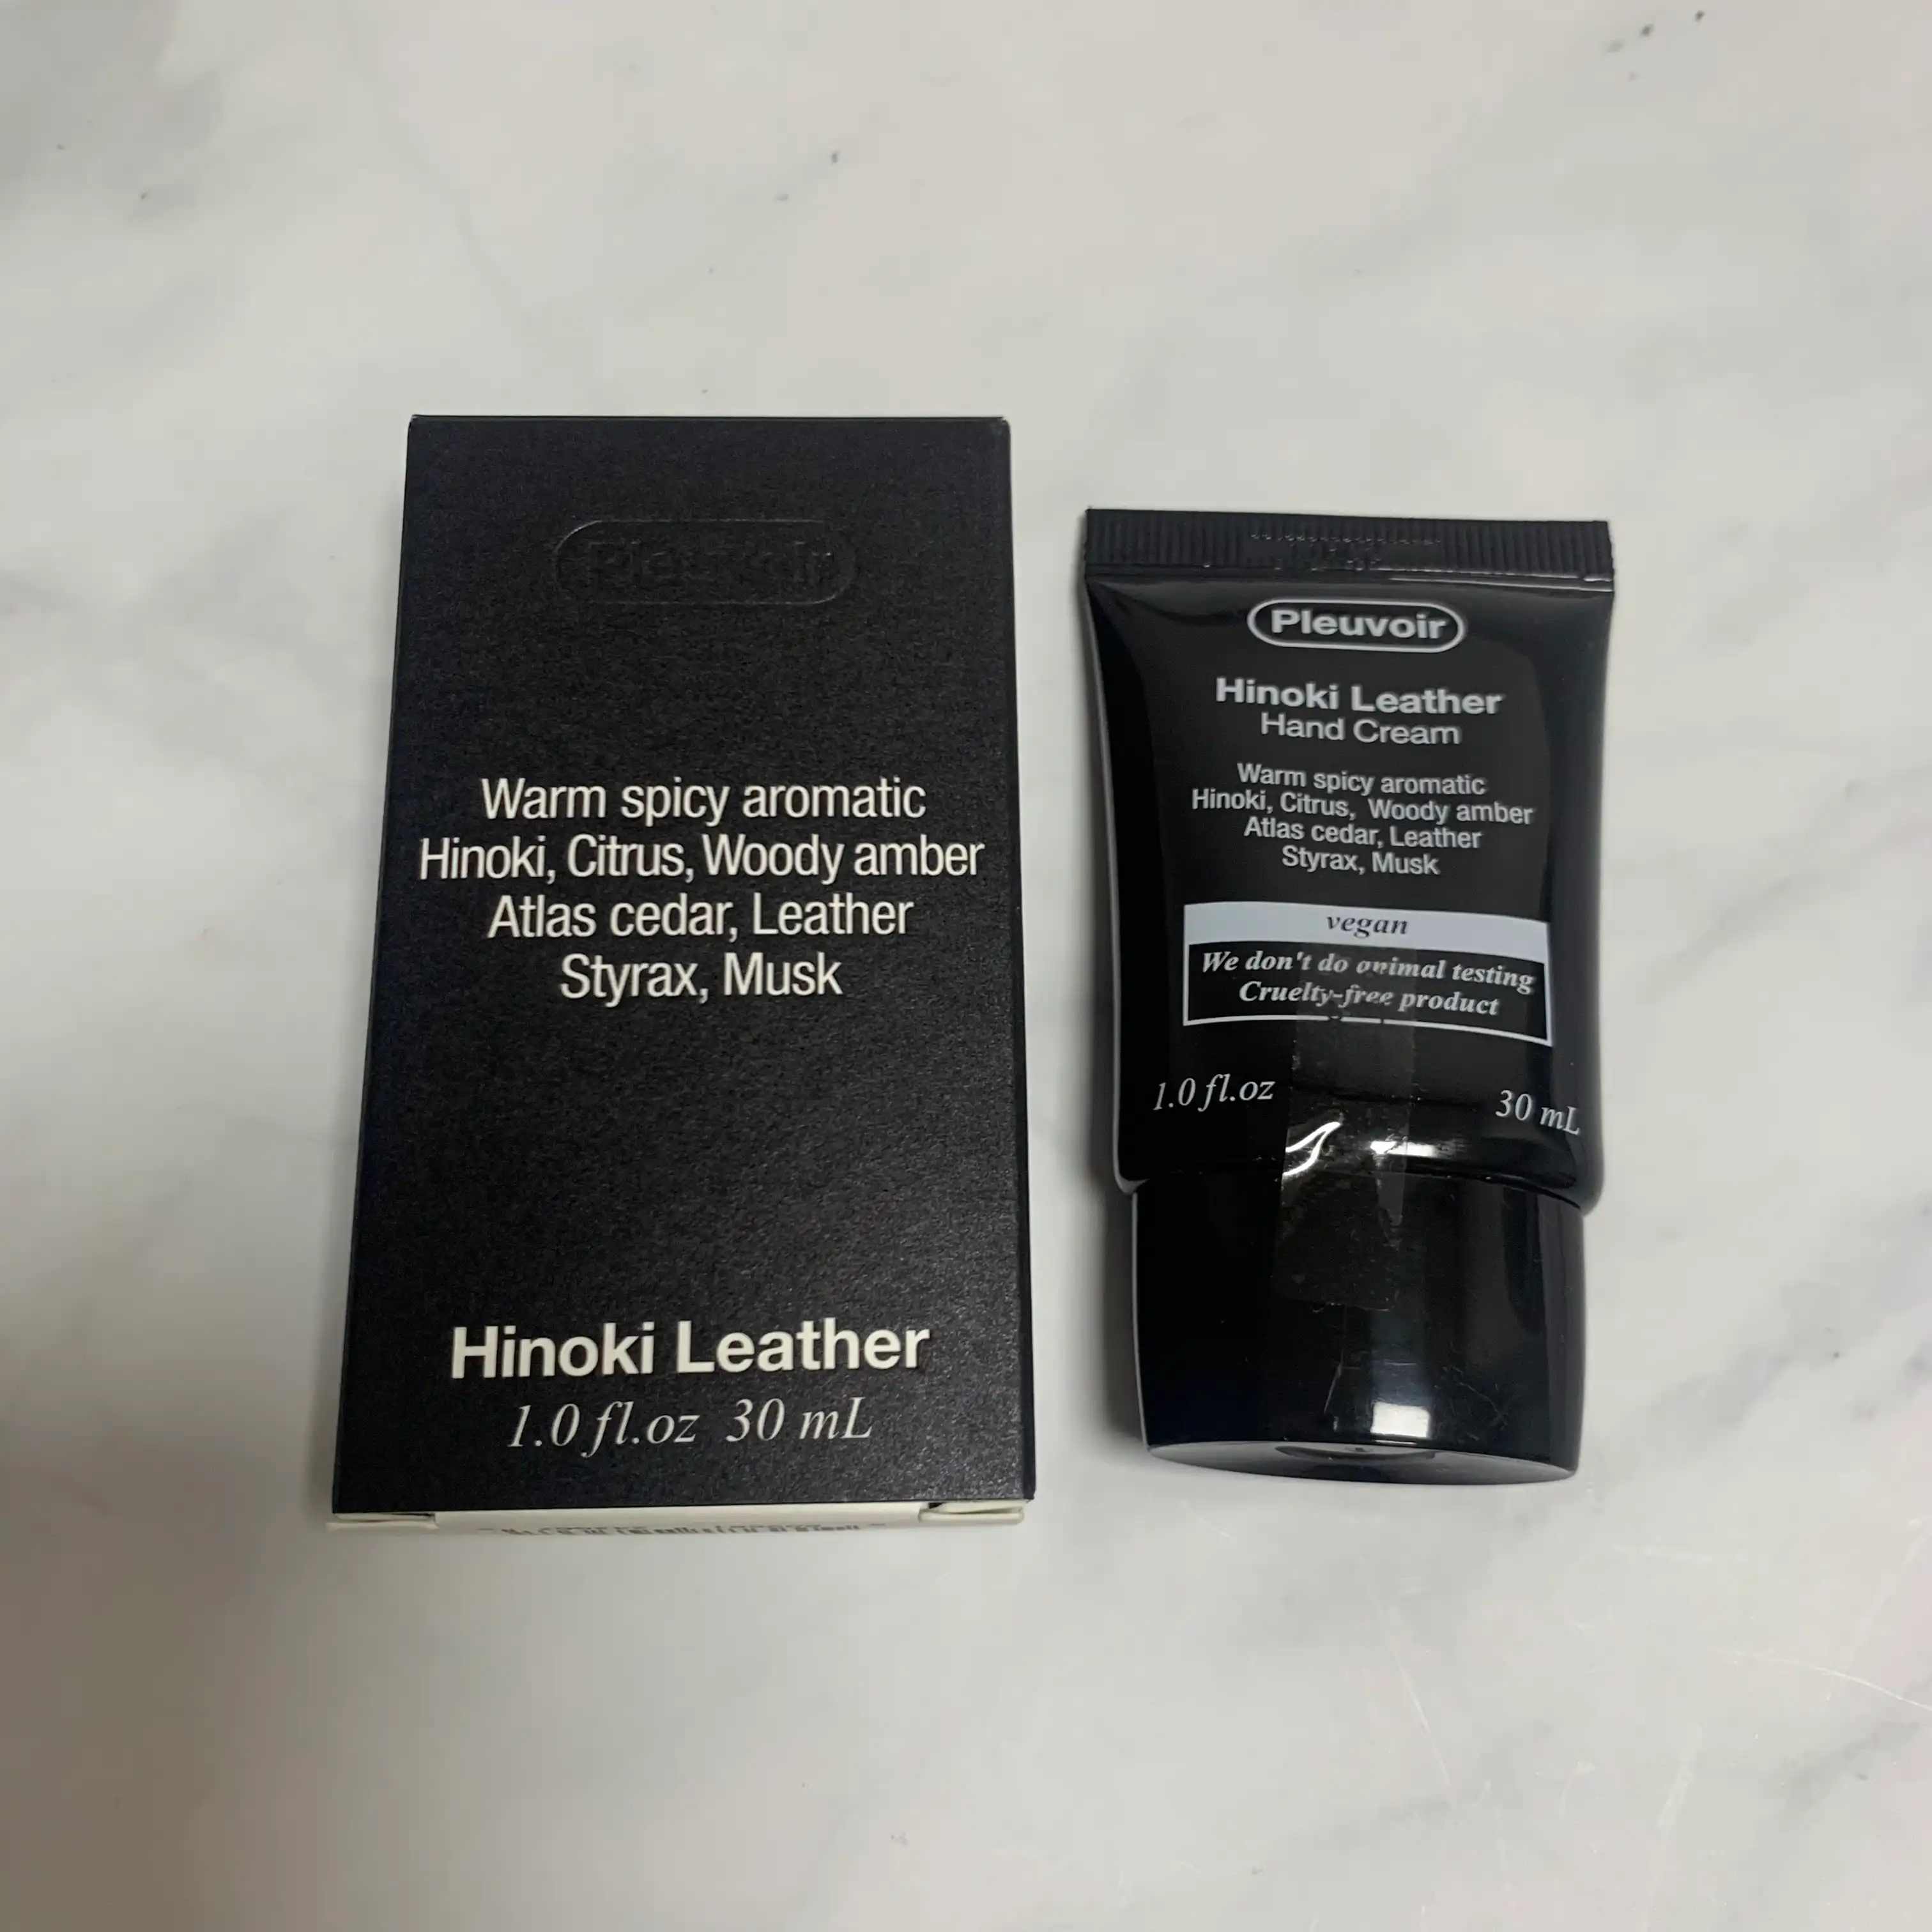 Pleuvoir
Warm spicy aromatic
Hinoki, Citrus, Woody amber
Atlas cedar, Leather
Styrax, Musk
Hinoki Leather
1.0 fl.oz 30 mL
Pleuvoir
Hinoki Leather
Hand Cream
Warm spicy aromatic
Hinoki, Citrus, Woody amber
Atlas cedar, Leather
Styrax, Musk
vegan
We don't do animal testing
Cruelty-free product
1.0 fl.oz 30 mL